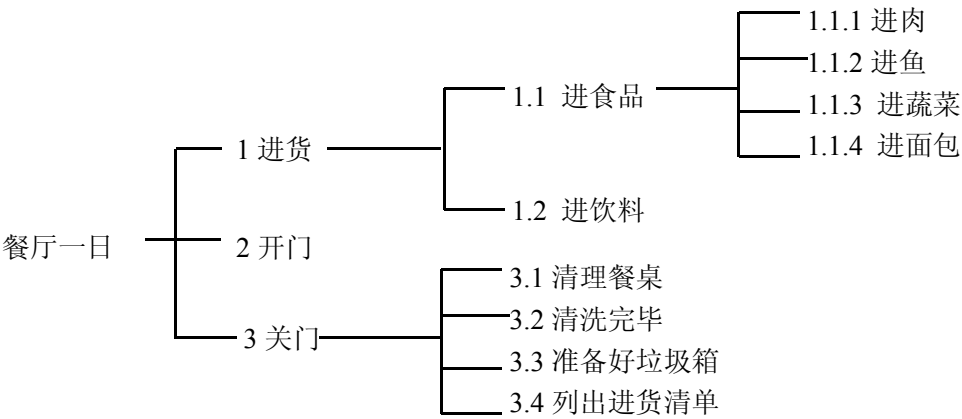 1.1.1 进肉
1.1.2 进鱼
1.1 进食品
1.1.3 进蔬菜
1.1.4 进面包
1 进货
1.2 进饮料
餐厅一日
2 开门
3.1 清理餐桌
3.2 清洗完毕
3 关门
3.3 准备好垃圾箱
3.4 列出进货清单